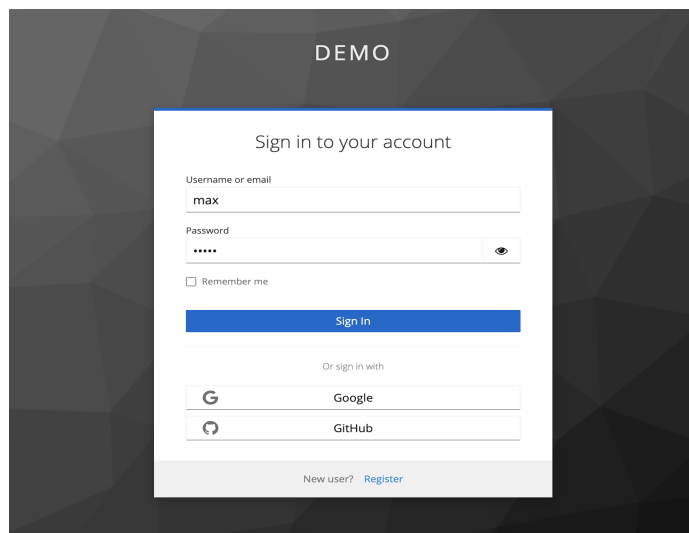 DEMO
Sign in to your account
Username or email
max
Password
•••••
Remember me
Sign In
Or sign in with
Google
GitHub
New user? Register